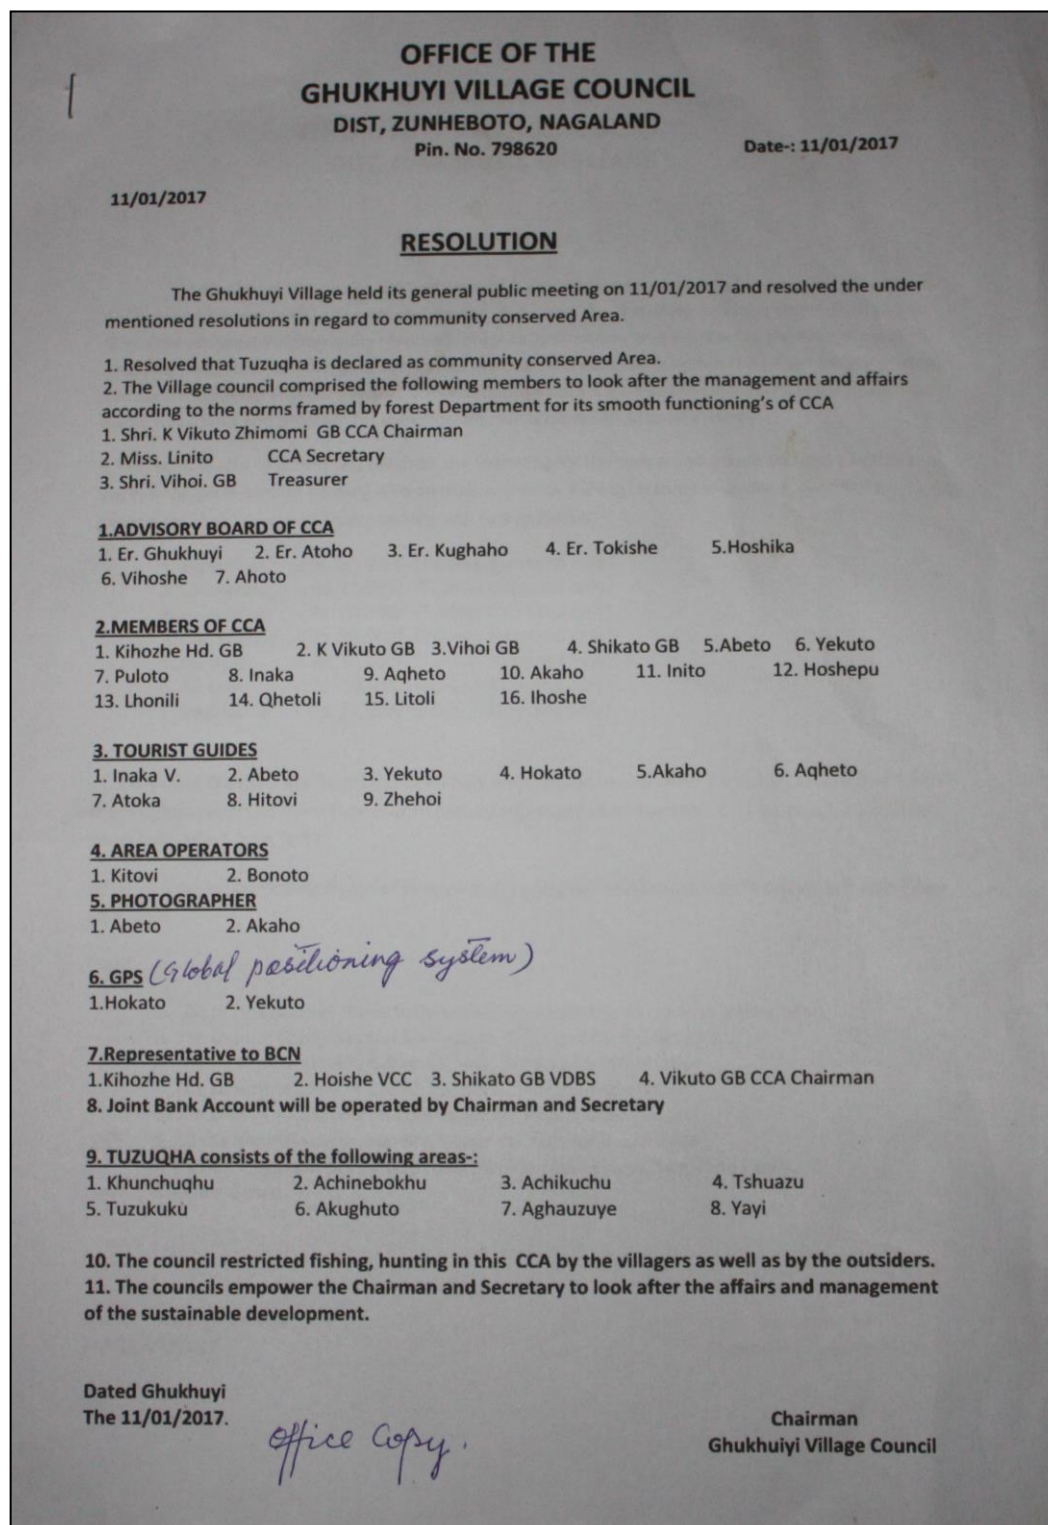 OFFICE OF THE
GHUKHUYI VILLAGE COUNCIL
DIST, ZUNHEBOTO, NAGALAND
Pin. No. 798620 Date-: 11/01/2017
11/01/2017
RESOLUTION
The Ghukhuyi Village held its general public meeting on 11/01/2017 and resolved the under
mentioned resolutions in regard to community conserved Area.
1. Resolved that Tuzuqha is declared as community conserved Area.
2. The Village council comprised the following members to look after the management and affairs
according to the norms framed by forest Department for its smooth functioning's of CCA
1. Shri. K Vikuto Zhimomi GB CCA Chairman
2. Miss. Linito CCA Secretary
3. Shri. Vihoi. GB Treasurer
1.ADVISORY BOARD OF CCA
1. Er. Ghukhuyi 2. Er. Atoho 3. Er. Kughaho 4. Er. Tokishe 5.Hoshika
6. Vihoshe 7. Ahoto
2.MEMBERS OF CCA
1. Kihozhe Hd. GB 2. K Vikuto GB 3.Vihoi GB 4. Shikato GB 5.Abeto 6. Yekuto
7. Puloto 8. Inaka 9. Aqheto 10. Akaho 11. Inito 12. Hoshepu
13. Lhonili 14. Qhetoli 15. Litoli 16. Ihoshe
3. TOURIST GUIDES
1. Inaka V. 2. Abeto 3. Yekuto 4. Hokato 5.Akaho 6. Aqheto
7. Atoka 8. Hitovi 9. Zhehoi
4. AREA OPERATORS
1. Kitovi 2. Bonoto
5. PHOTOGRAPHER
1. Abeto 2. Akaho
6. GPS (Global positioning system)
1.Hokato 2. Yekuto
7.Representative to BCN
1.Kihozhe Hd. GB 2. Hoishe VCC 3. Shikato GB VDBS 4. Vikuto GB CCA Chairman
8. Joint Bank Account will be operated by Chairman and Secretary
9. TUZUQHA consists of the following areas-:
1. Khunchuqhu 2. Achinebokhu 3. Achikuchu 4. Tshuazu
5. Tuzukuku 6. Akughuto 7. Aghauzuye 8. Yayi
10. The council restricted fishing, hunting in this CCA by the villagers as well as by the outsiders.
11. The councils empower the Chairman and Secretary to look after the affairs and management
of the sustainable development.
Dated Ghukhuyi
The 11/01/2017.
Office Copy.
Chairman
Ghukhuiyi Village Council